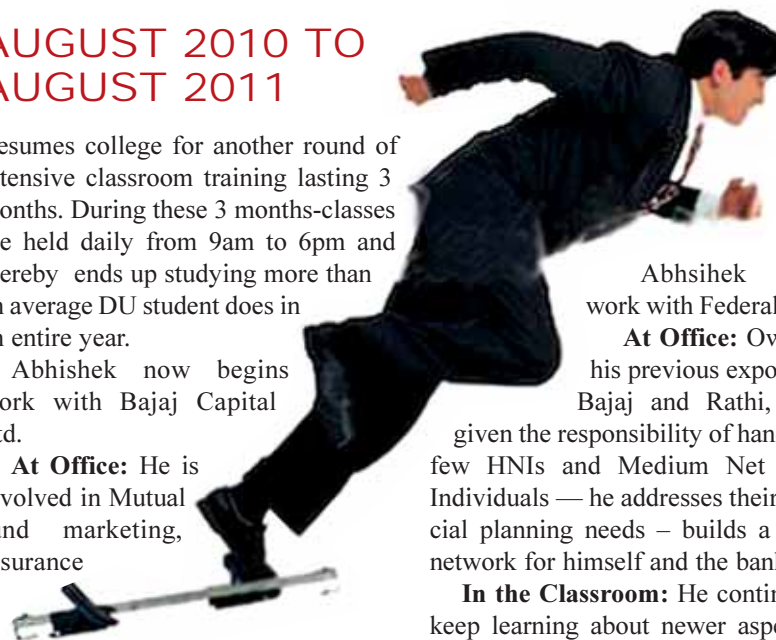 AUGUST 2010 TO
AUGUST 2011
esumes college for another round of
tensive classroom training lasting 3
onths. During these 3 months-classes
e held daily from 9am to 6pm and
ereby ends up studying more than
n average DU student does in
n entire year.
Abhishek now begins
ork with Bajaj Capital
td.
At Office: He is
volved in Mutual
und marketing,
surance
Abhsihek
work with Federal
At Office: Ow
his previous expo
Bajaj and Rathi,
given the responsibility of han
few HNIs and Medium Net
Individuals — he addresses their
cial planning needs – builds a
network for himself and the bank
In the Classroom: He contin
keep learning about newer aspe